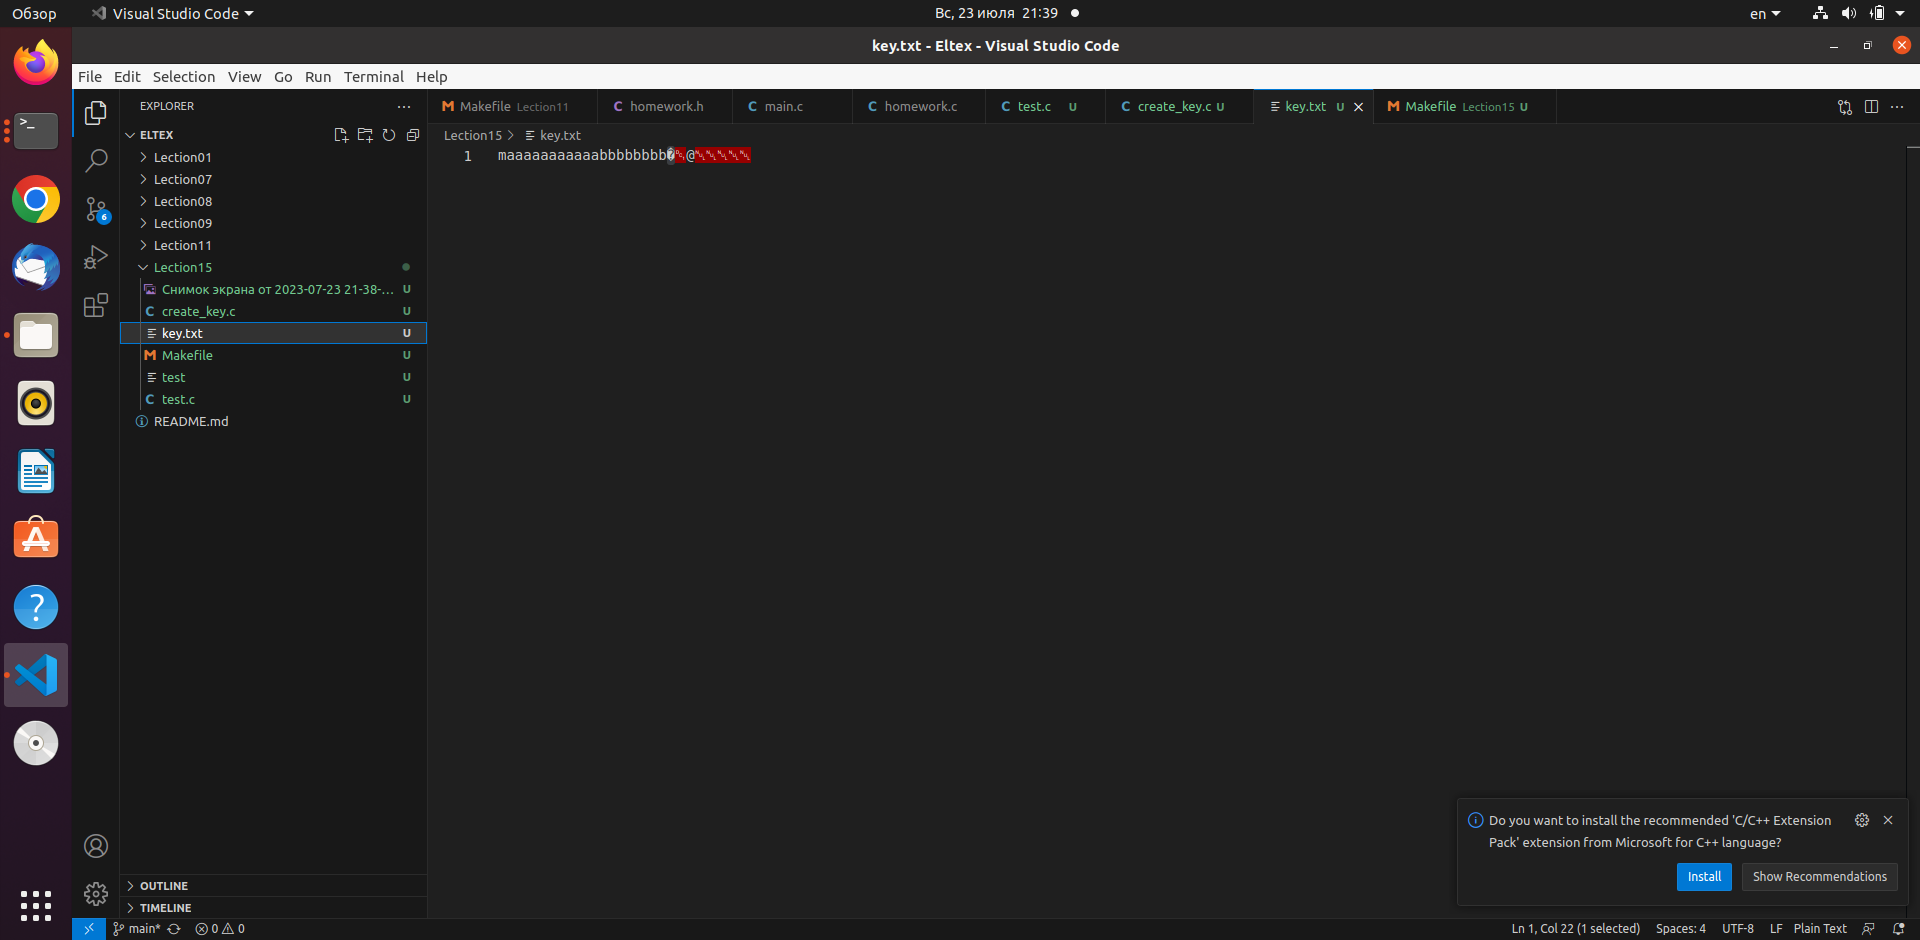 Обзор
Visual Studio Code
Вс, 23 июля 21:39
en
key.txt - Eltex - Visual Studio Code
File Edit Selection View Go Run Terminal Help
EXPLORER
ELTEX
Lection01
Lection07
Lection08
Lection09
Lection11
Lection15
Снимок экрана от 2023-07-23 21-38-... U
create_key.c U
key.txt U
Makefile U
test U
test.c U
README.md
OUTLINE
TIMELINE
6
Makefile Lection11
homework.h
main.c
homework.c
test.c U
create_key.c U
key.txt U
Makefile Lection15 U
Lection15 > key.txt
1 maaaaaaaaaaabbbbbbbb�@
Do you want to install the recommended 'C/C++ Extension
Pack' extension from Microsoft for C++ language?
Install
Show Recommendations
main*
0 0
Ln 1, Col 22 (1 selected)
Spaces: 4
UTF-8
LF
Plain Text